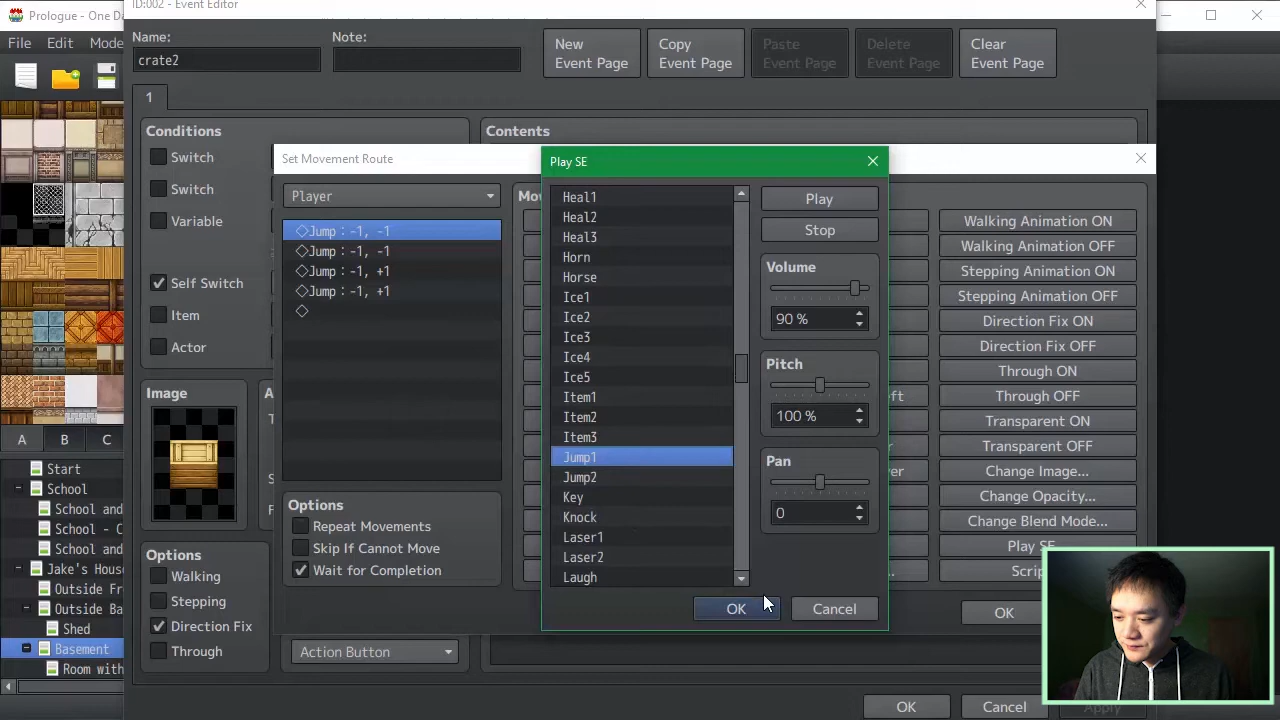 Prologue - One Da
ID:002 - Event Editor
File Edit Mode
Name:
Note:
crate2
New
Event Page
Copy
Event Page
Paste
Event Page
Delete
Event Page
Clear
Event Page
1
Conditions
Switch
Switch
Variable
Self Switch
Item
Actor
Contents
Set Movement Route
Player
◇Jump：-1, -1
◇Jump：-1, -1
◇Jump：-1, +1
◇Jump：-1, +1
◇
Options
Repeat Movements
Skip If Cannot Move
Wait for Completion
Play SE
Heal1
Heal2
Heal3
Horn
Horse
Ice1
Ice2
Ice3
Ice4
Ice5
Item1
Item2
Item3
Jump1
Jump2
Key
Knock
Laser1
Laser2
Laugh
Play
Stop
Volume
90 %
Pitch
100 %
Pan
0
OK
Cancel
Walking Animation ON
Walking Animation OFF
Stepping Animation ON
Stepping Animation OFF
Direction Fix ON
Direction Fix OFF
Through ON
Through OFF
Transparent ON
Transparent OFF
Change Image...
Change Opacity...
Change Blend Mode...
Play SE
Scrip
OK
Image
Options
Walking
Stepping
Direction Fix
Through
Action Button
A B C
Start
School
School and
School - C
School and
Jake's House
Outside Fr
Outside Ba
Shed
Basement
Room with
OK
Cancel
Apply